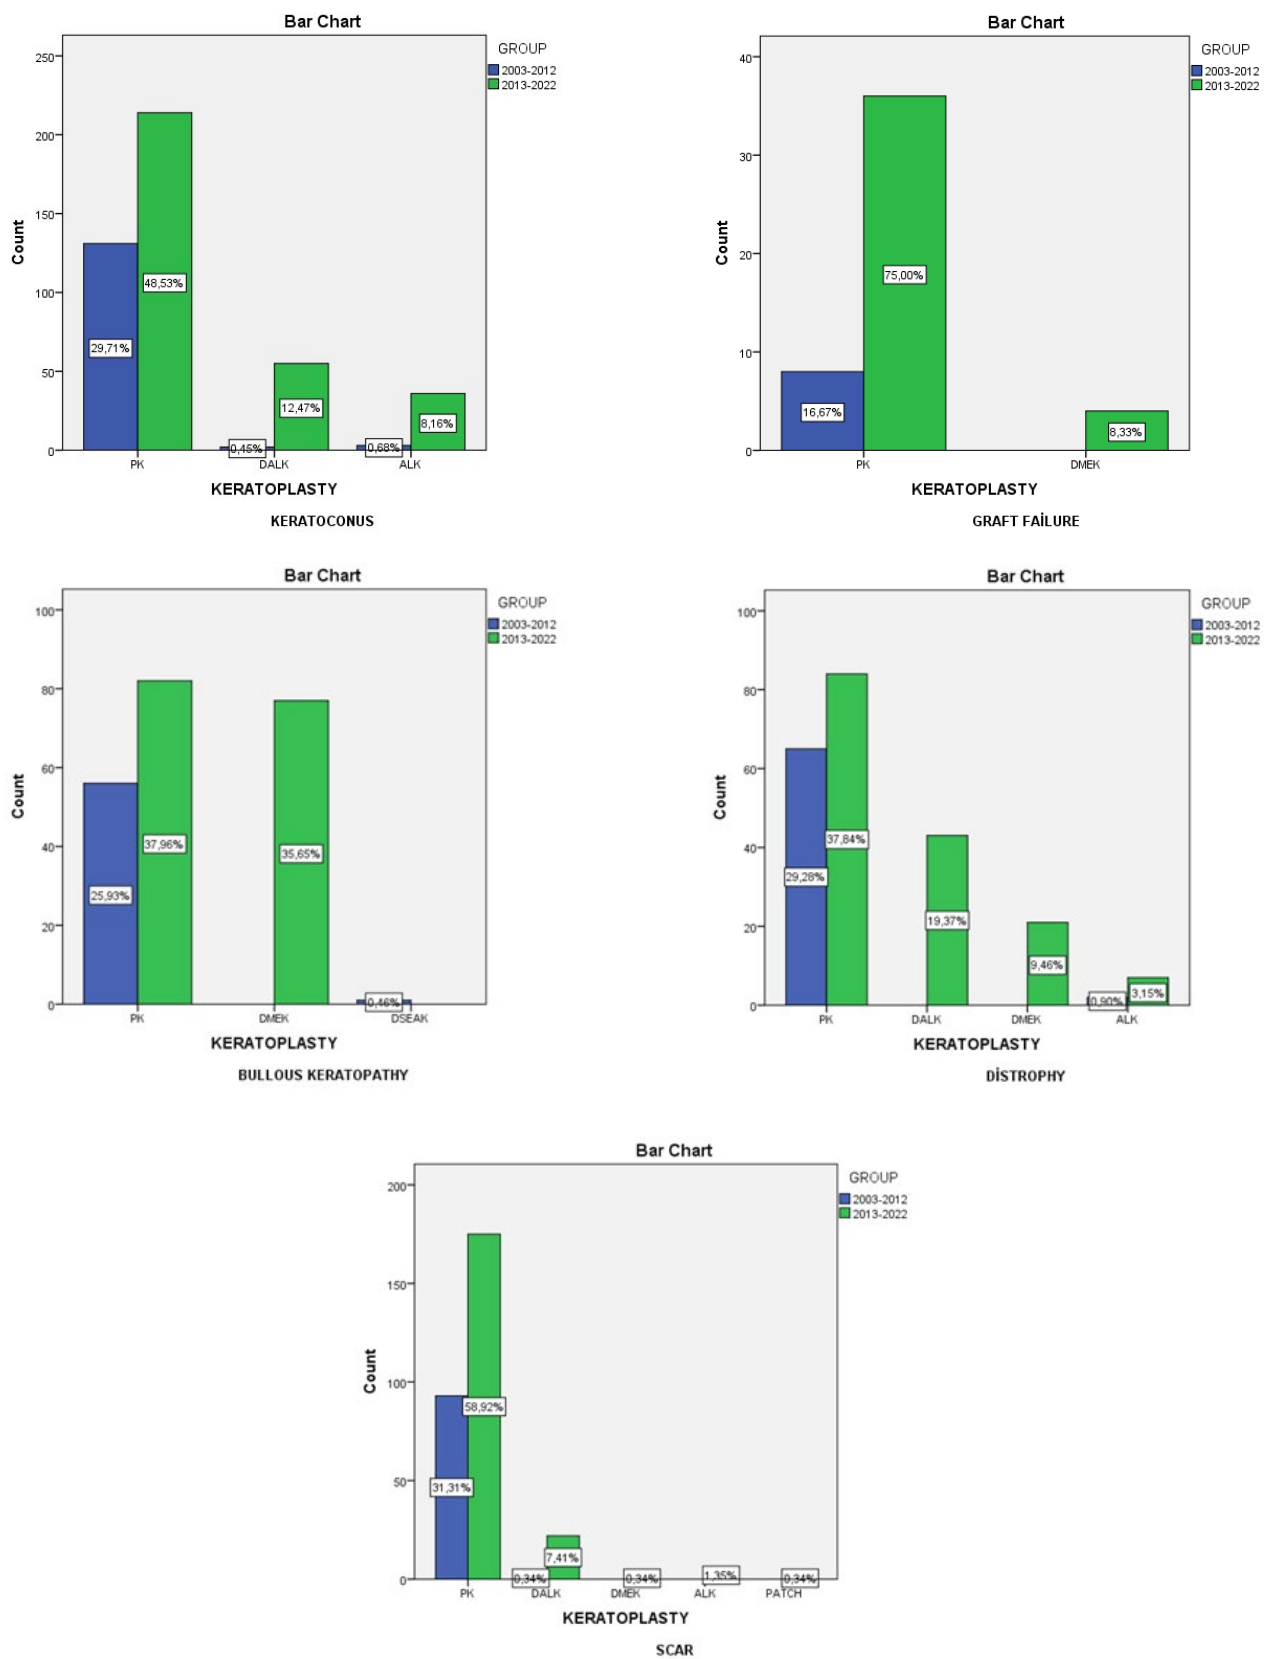 Bar Chart
GROUP
2003-2012
2013-2022
250
200
150
100
50
0
Count
29,71%
48,53%
0,45%
12,47%
0,68%
8,16%
PK
DALK
ALK
KERATOPLASTY
KERATOCONUS
Bar Chart
GROUP
2003-2012
2013-2022
40
30
20
10
0
Count
16,67%
75,00%
8,33%
PK
DMEK
KERATOPLASTY
GRAFT FAİLURE
Bar Chart
GROUP
2003-2012
2013-2022
100
80
60
40
20
0
Count
25,93%
37,96%
35,65%
0,46%
PK
DMEK
DSEAK
KERATOPLASTY
BULLOUS KERATOPATHY
Bar Chart
GROUP
2003-2012
2013-2022
100
80
60
40
20
0
Count
29,28%
37,84%
19,37%
9,46%
0,90%
3,15%
PK
DALK
DMEK
ALK
KERATOPLASTY
DİSTROPHY
Bar Chart
GROUP
2003-2012
2013-2022
200
150
100
50
0
Count
31,31%
58,92%
0,34%
7,41%
0,34%
1,35%
0,34%
PK
DALK
DMEK
ALK
PATCH
KERATOPLASTY
SCAR